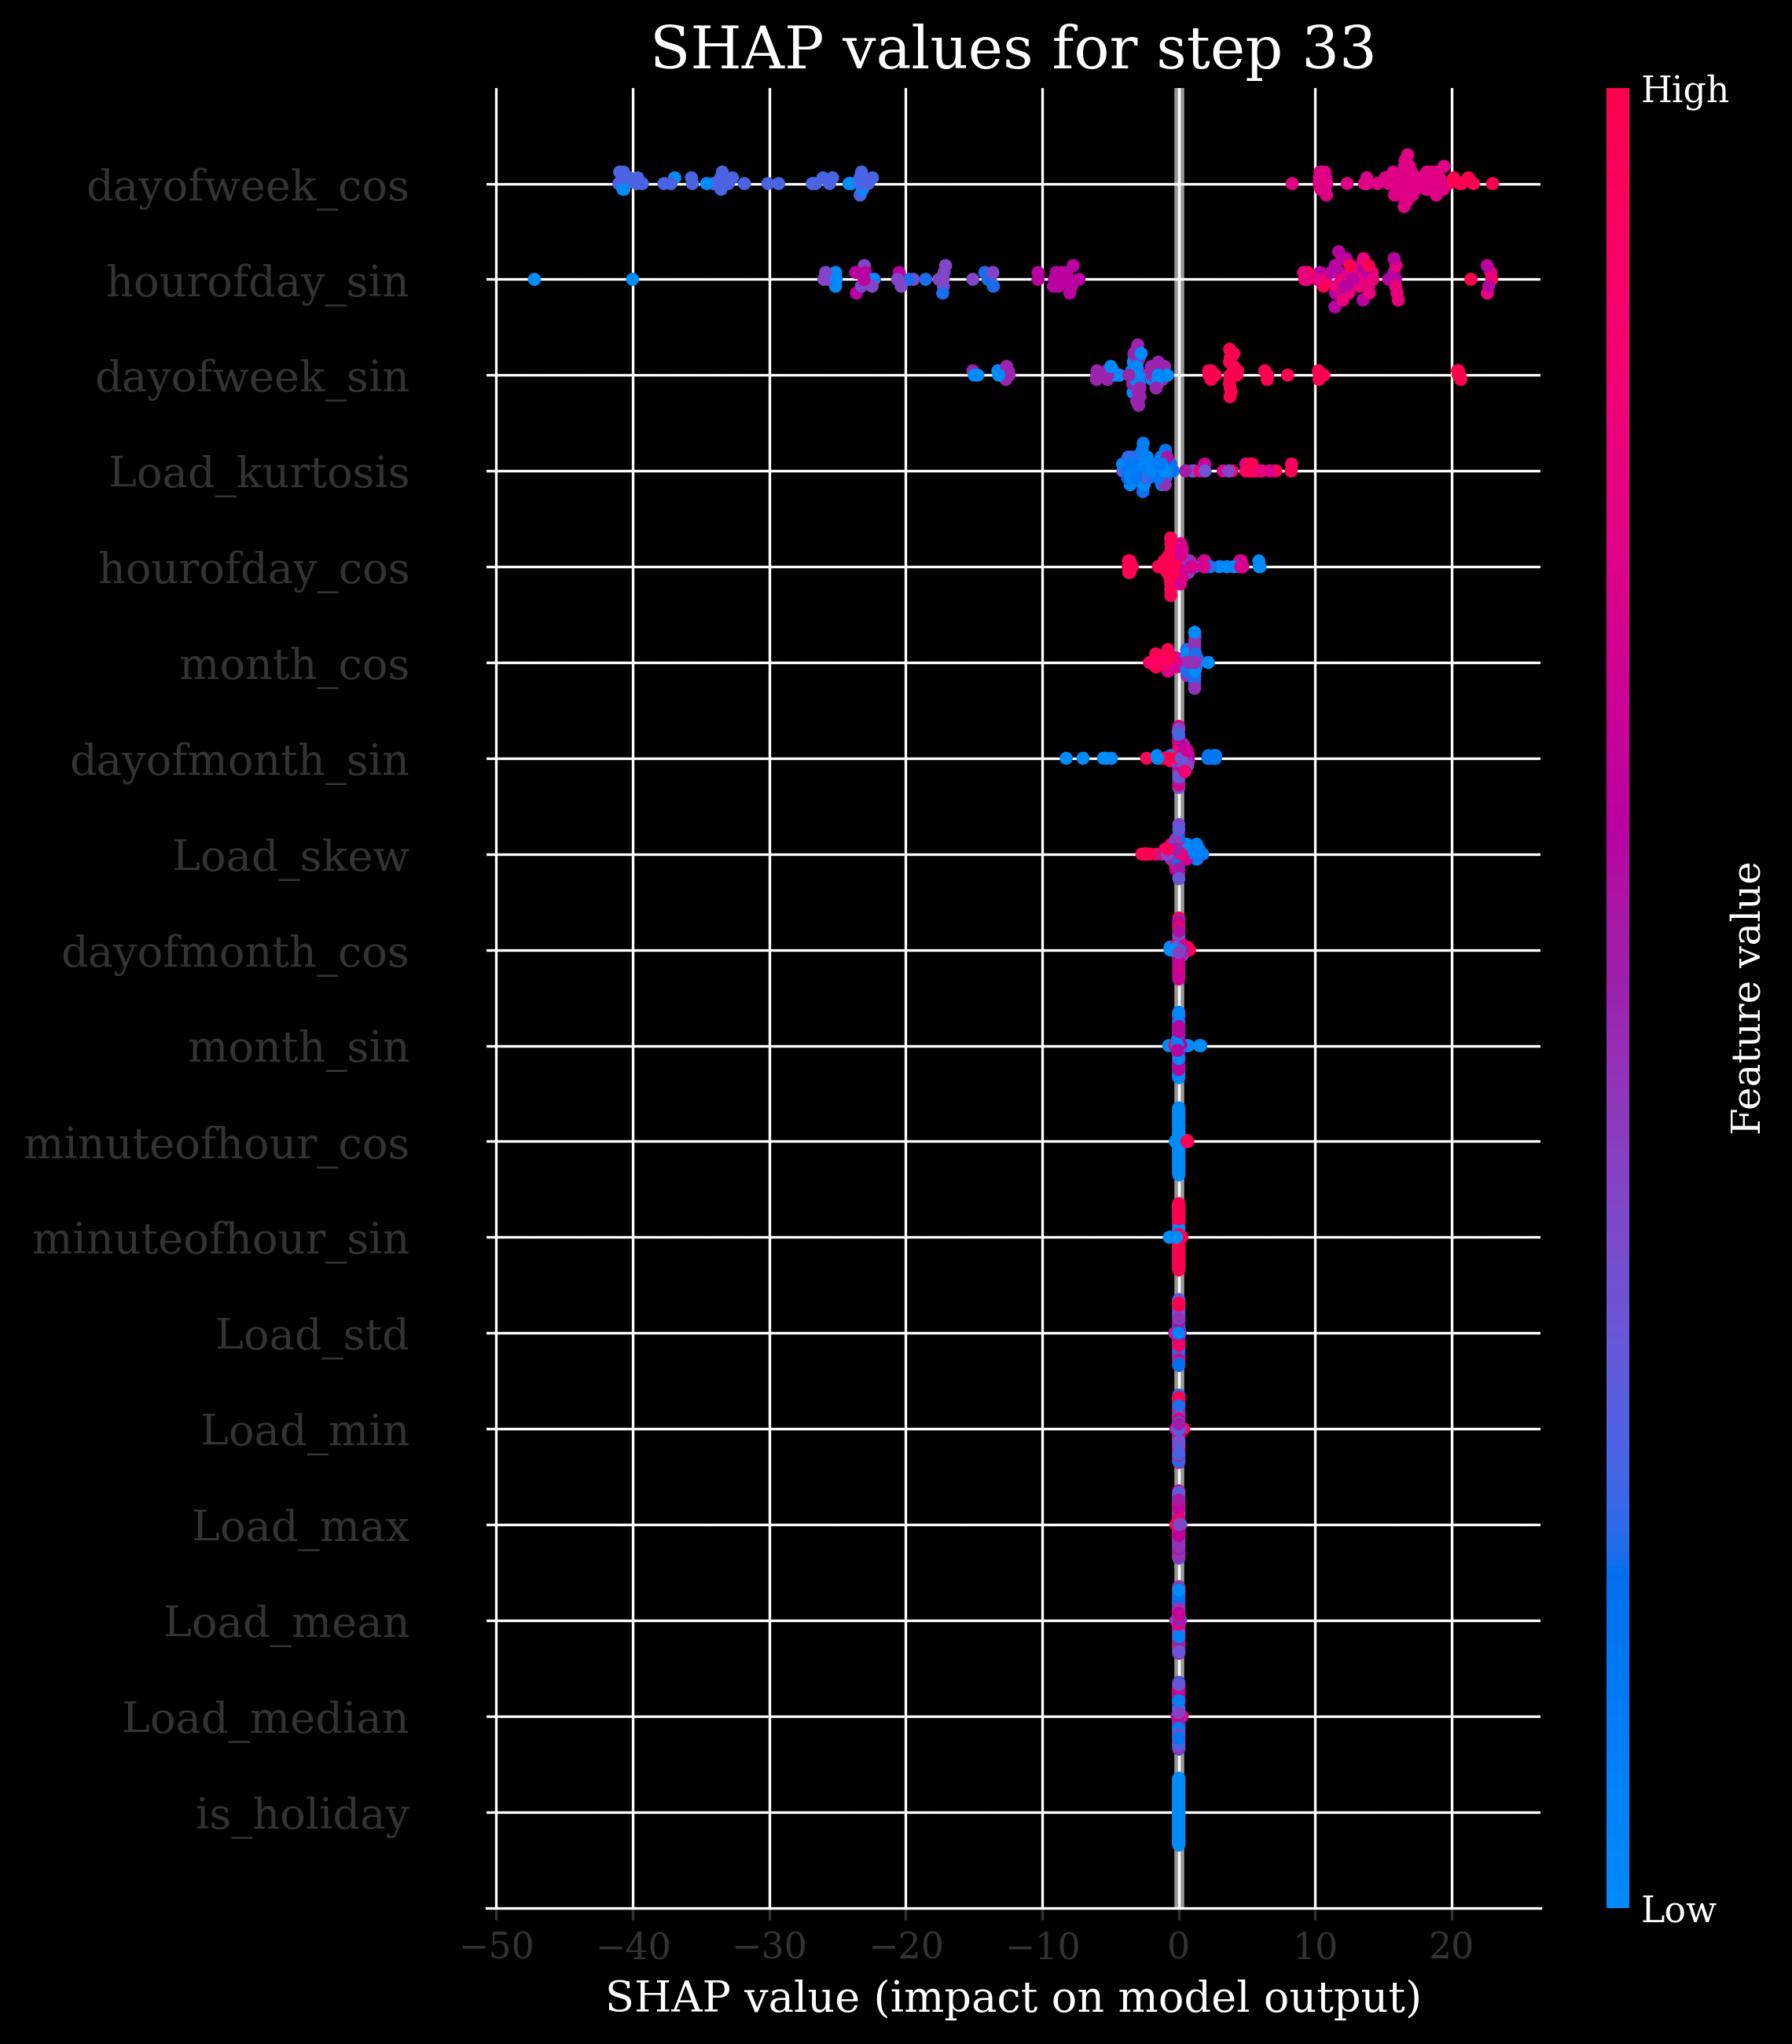 SHAP values for step 33
High
dayofweek_cos
hourofday_sin
dayofweek_sin
Load_kurtosis
hourofday_cos
month_cos
dayofmonth_sin
Load_skew
dayofmonth_cos
month_sin
minuteofhour_cos
minuteofhour_sin
Load_std
Load_min
Load_max
Load_mean
Load_median
is_holiday
Feature value
Low
−50 −40 −30 −20 −10 0 10 20
SHAP value (impact on model output)